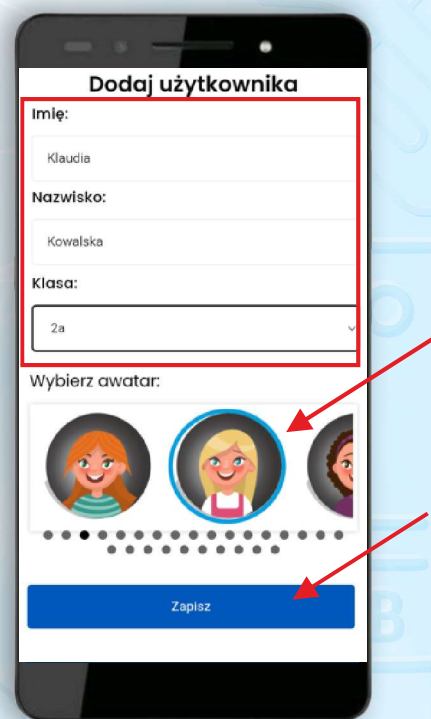 Dodaj użytkownika
Imię:
Klaudia
Nazwisko:
Kowalska
Klasa:
2a
Wybierz awatar:
Zapisz
B